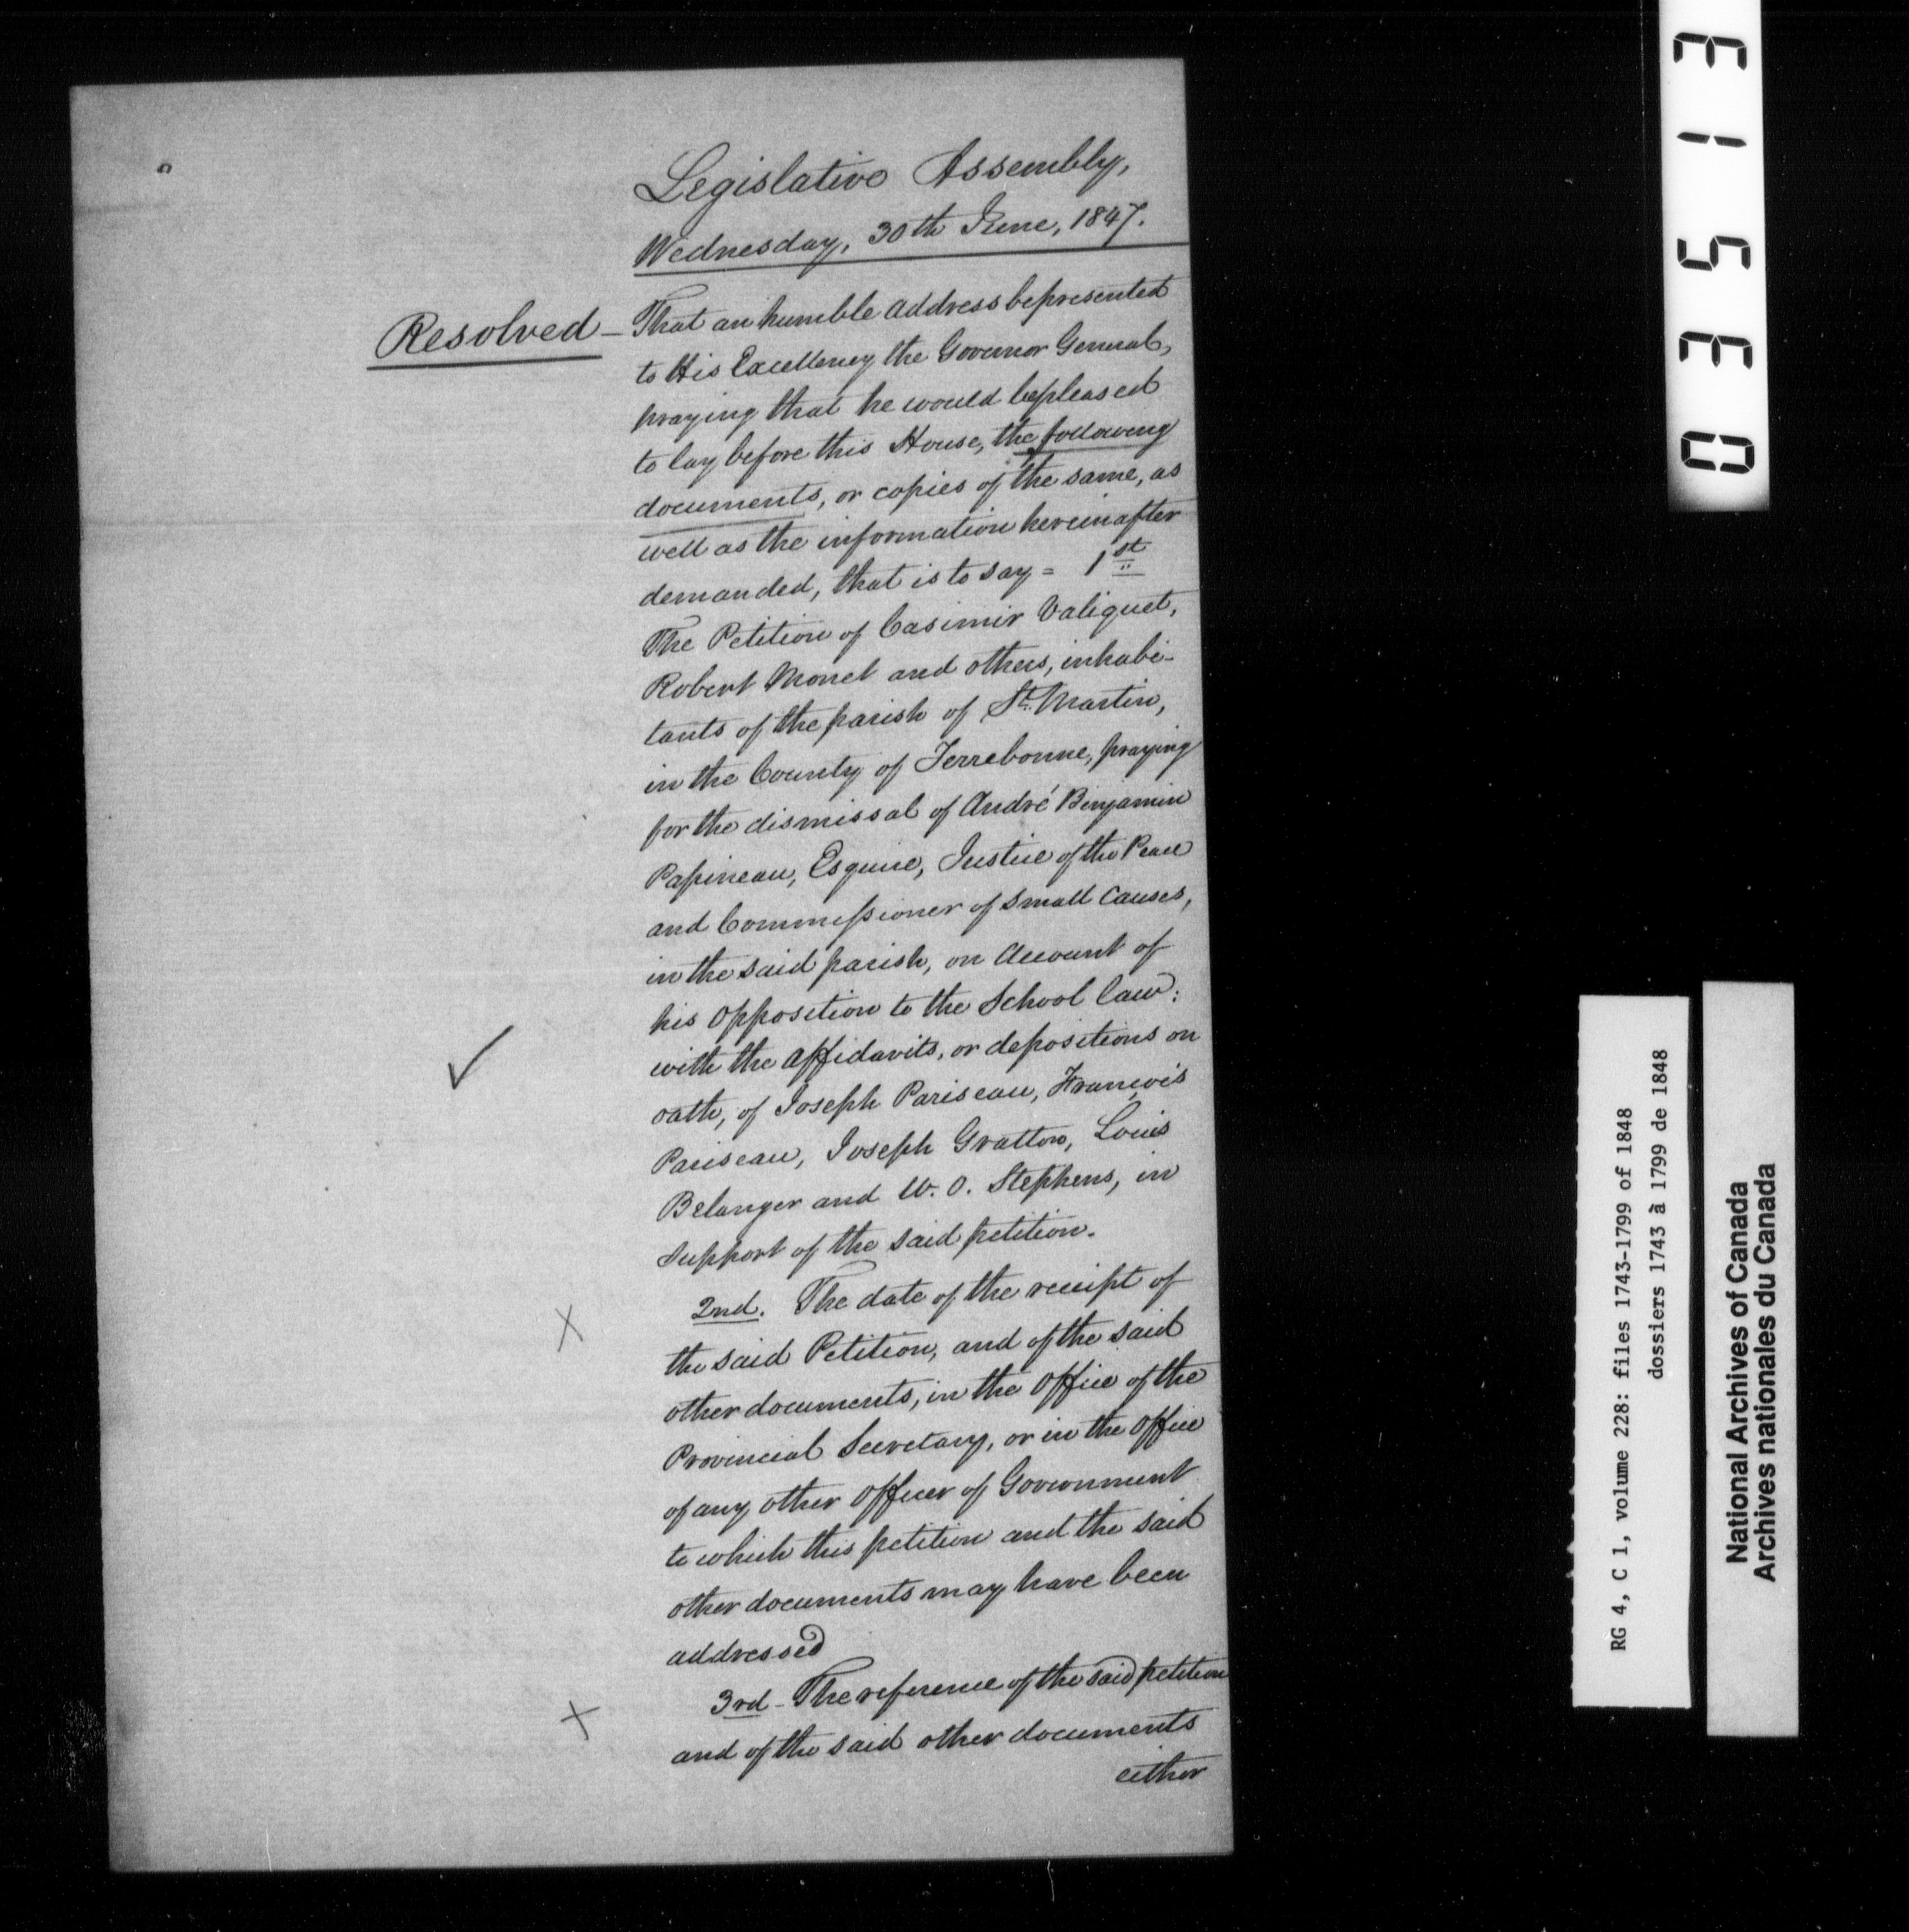 Legislative Assembly,
Wednesday, 30th June, 1847.
Resolved - That an humble address be presented
to His Excellency the Governor General,
praying that he would be pleased
to lay before this House, the following
documents, or copies of the same, as
well as the information hereinafter
demanded, that is to say = 1st
The Petition of Casimir Valiquet,
Robert Monet and others, inhabi-
tants of the parish of St. Martin,
in the County of Terrebonne, praying
for the dismissal of André Benjamin
Papineau, Esquire, Justice of the Peace
and Commissioner of small causes,
in the said parish, on account of
his opposition to the School law:
with the affidavits, or depositions on
oath, of Joseph Pariseau, François
Pariseau, Joseph Gratton, Louis
Belanger and W. O. Stephens, in
support of the said petition.
2nd. The date of the receipt of
the said Petition, and of the said
other documents, in the office of the
Provincial Secretary, or in the office
of any other officer of Government
to which this petition and the said
other documents may have been
addressed
3rd - The reference of the said petition
and of the said other documents
either
03513
RG 4, C 1, volume 228: files 1743-1799 of 1848
dossiers 1743 à 1799 de 1848
National Archives of Canada
Archives nationales du Canada